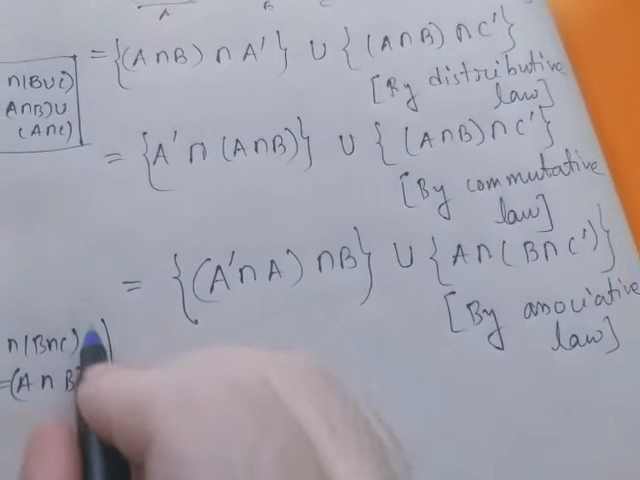 A
B
C
= {(A∩B) ∩ A'} ∪ {(A∩B) ∩ C'}
[By distributive
law]
∩(B∪C)
A∩B)∪
(A∩C)
= {A' ∩ (A∩B)} ∪ {(A∩B) ∩ C'}
[By commutative
law]
= {(A'∩A) ∩B} ∪ {A∩(B∩C')}
[By associative
law]
∩(B∩C)
=(A∩B